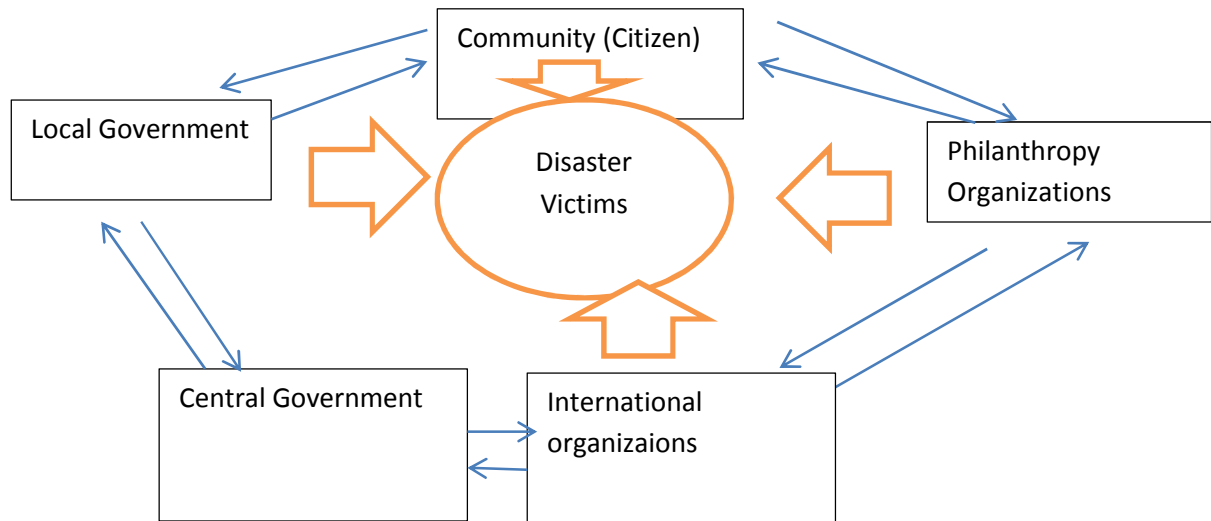 Community (Citizen)
Local Government
Disaster
Victims
Philanthropy
Organizations
Central Government
International
organizaions